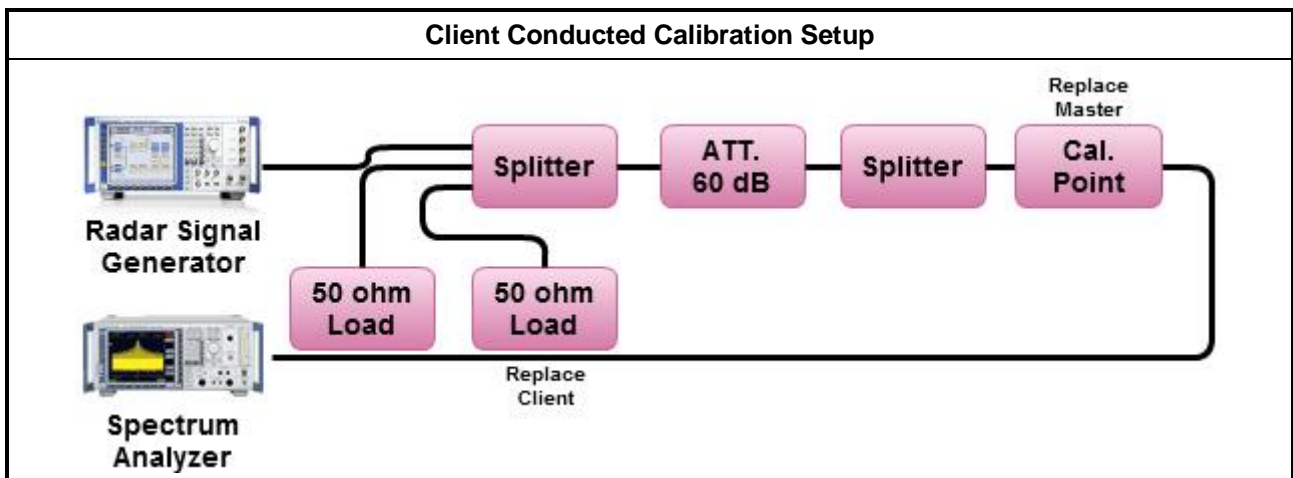 Client Conducted Calibration Setup
Replace
Master
Splitter
ATT.
60 dB
Splitter
Cal.
Point
Radar Signal
Generator
50 ohm
Load
50 ohm
Load
Replace
Client
Spectrum
Analyzer